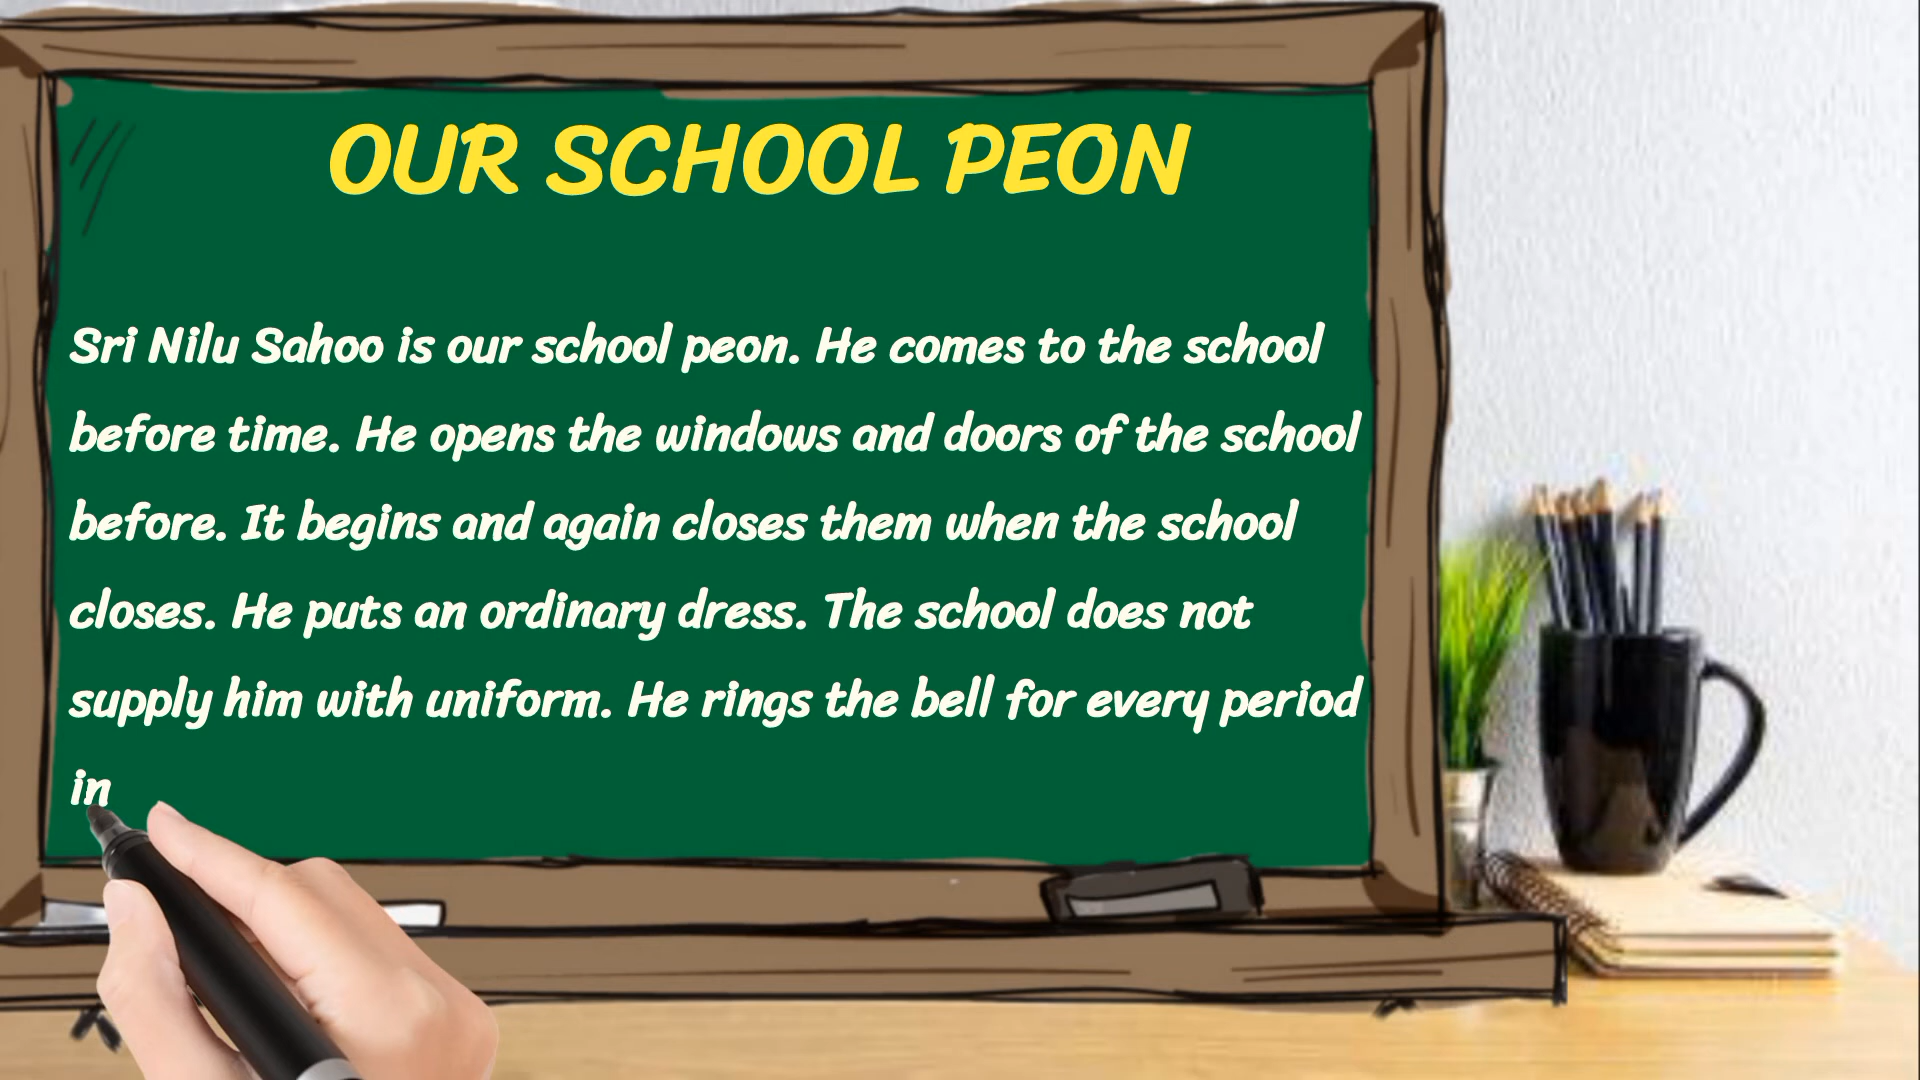 OUR SCHOOL PEON
Sri Nilu Sahoo is our school peon. He comes to the school
before time. He opens the windows and doors of the school
before. It begins and again closes them when the school
closes. He puts an ordinary dress. The school does not
supply him with uniform. He rings the bell for every period
in